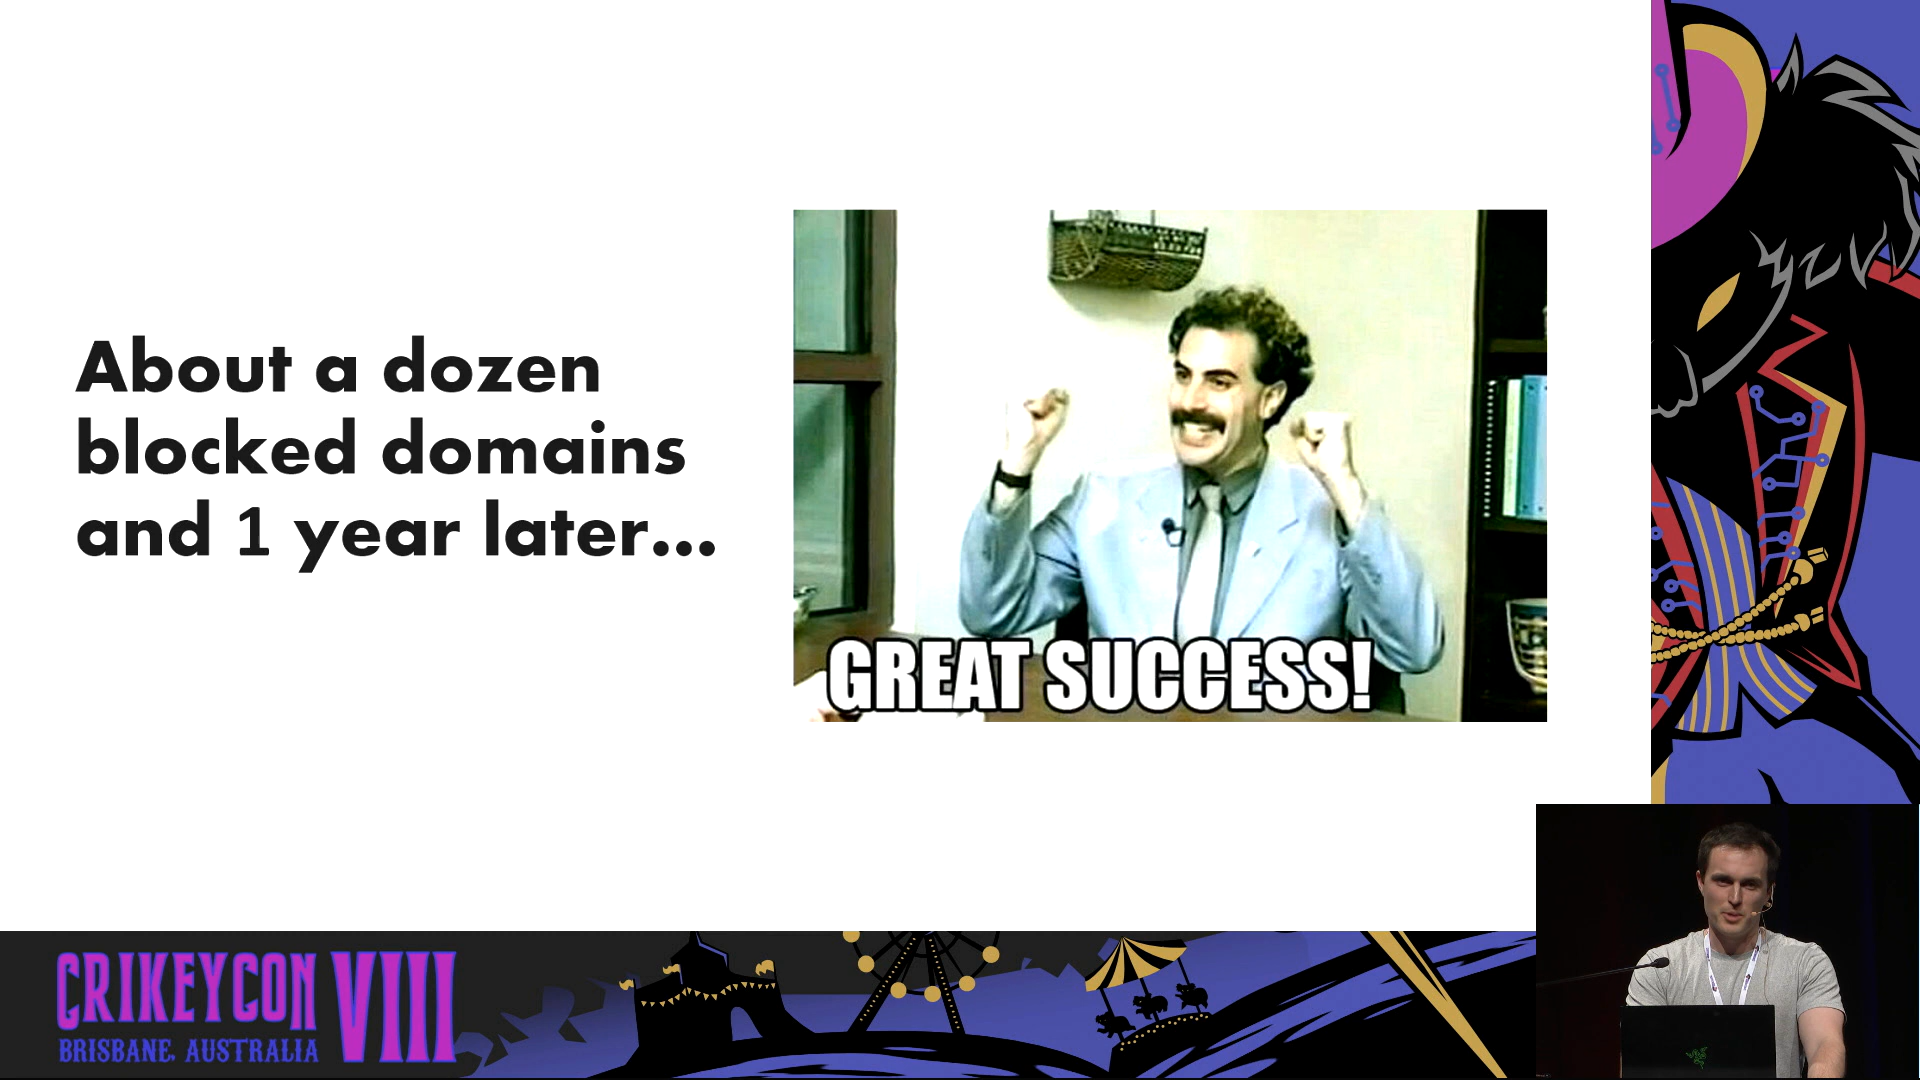 About a dozen
blocked domains
and 1 year later...
GREAT SUCCESS!
CRIKEYCON VIII
BRISBANE, AUSTRALIA